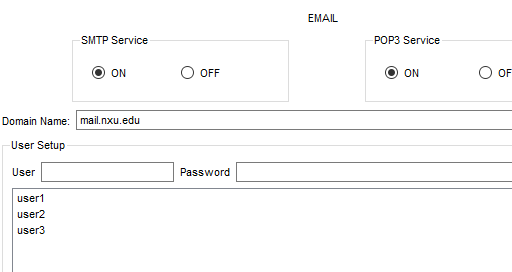 EMAIL
SMTP Service
POP3 Service
ON
OFF
ON
Domain Name: mail.nxu.edu
User Setup
User
Password
user1
user2
user3